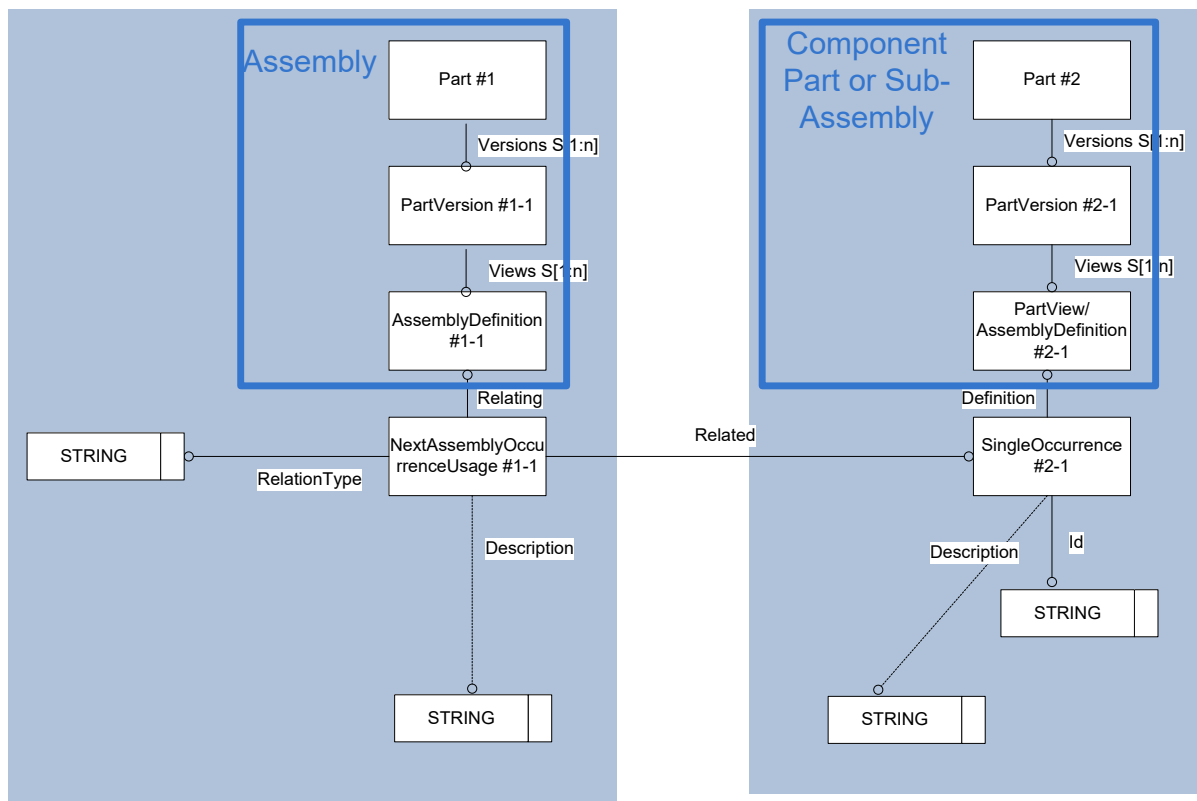 Assembly
Part #1
Versions S[1:n]
PartVersion #1-1
Views S[1:n]
AssemblyDefinition
#1-1
Relating
NextAssemblyOccu
rrenceUsage #1-1
STRING
RelationType
Description
STRING
Related
Component
Part or Sub-
Assembly
Part #2
Versions S[1:n]
PartVersion #2-1
Views S[1:n]
PartView/
AssemblyDefinition
#2-1
Definition
SingleOccurrence
#2-1
Description
Id
STRING
STRING